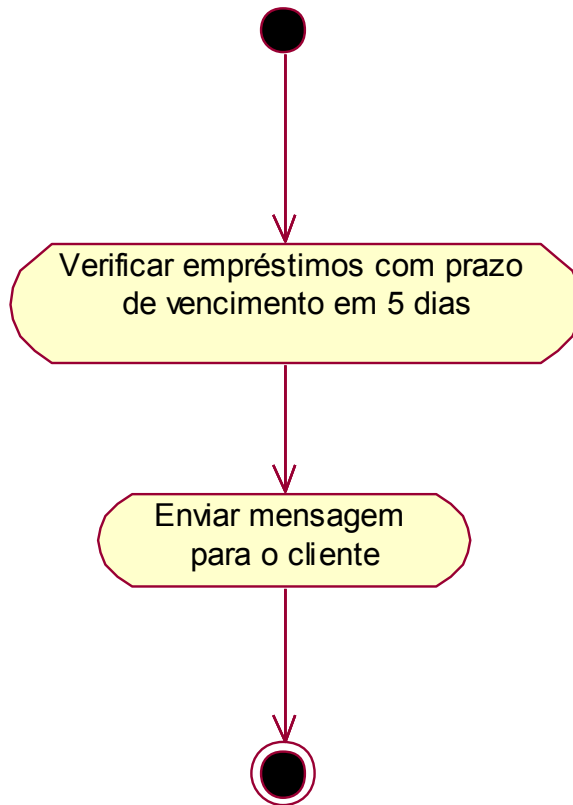 Verificar empréstimos com prazo
de vencimento em 5 dias
Enviar mensagem
para o cliente